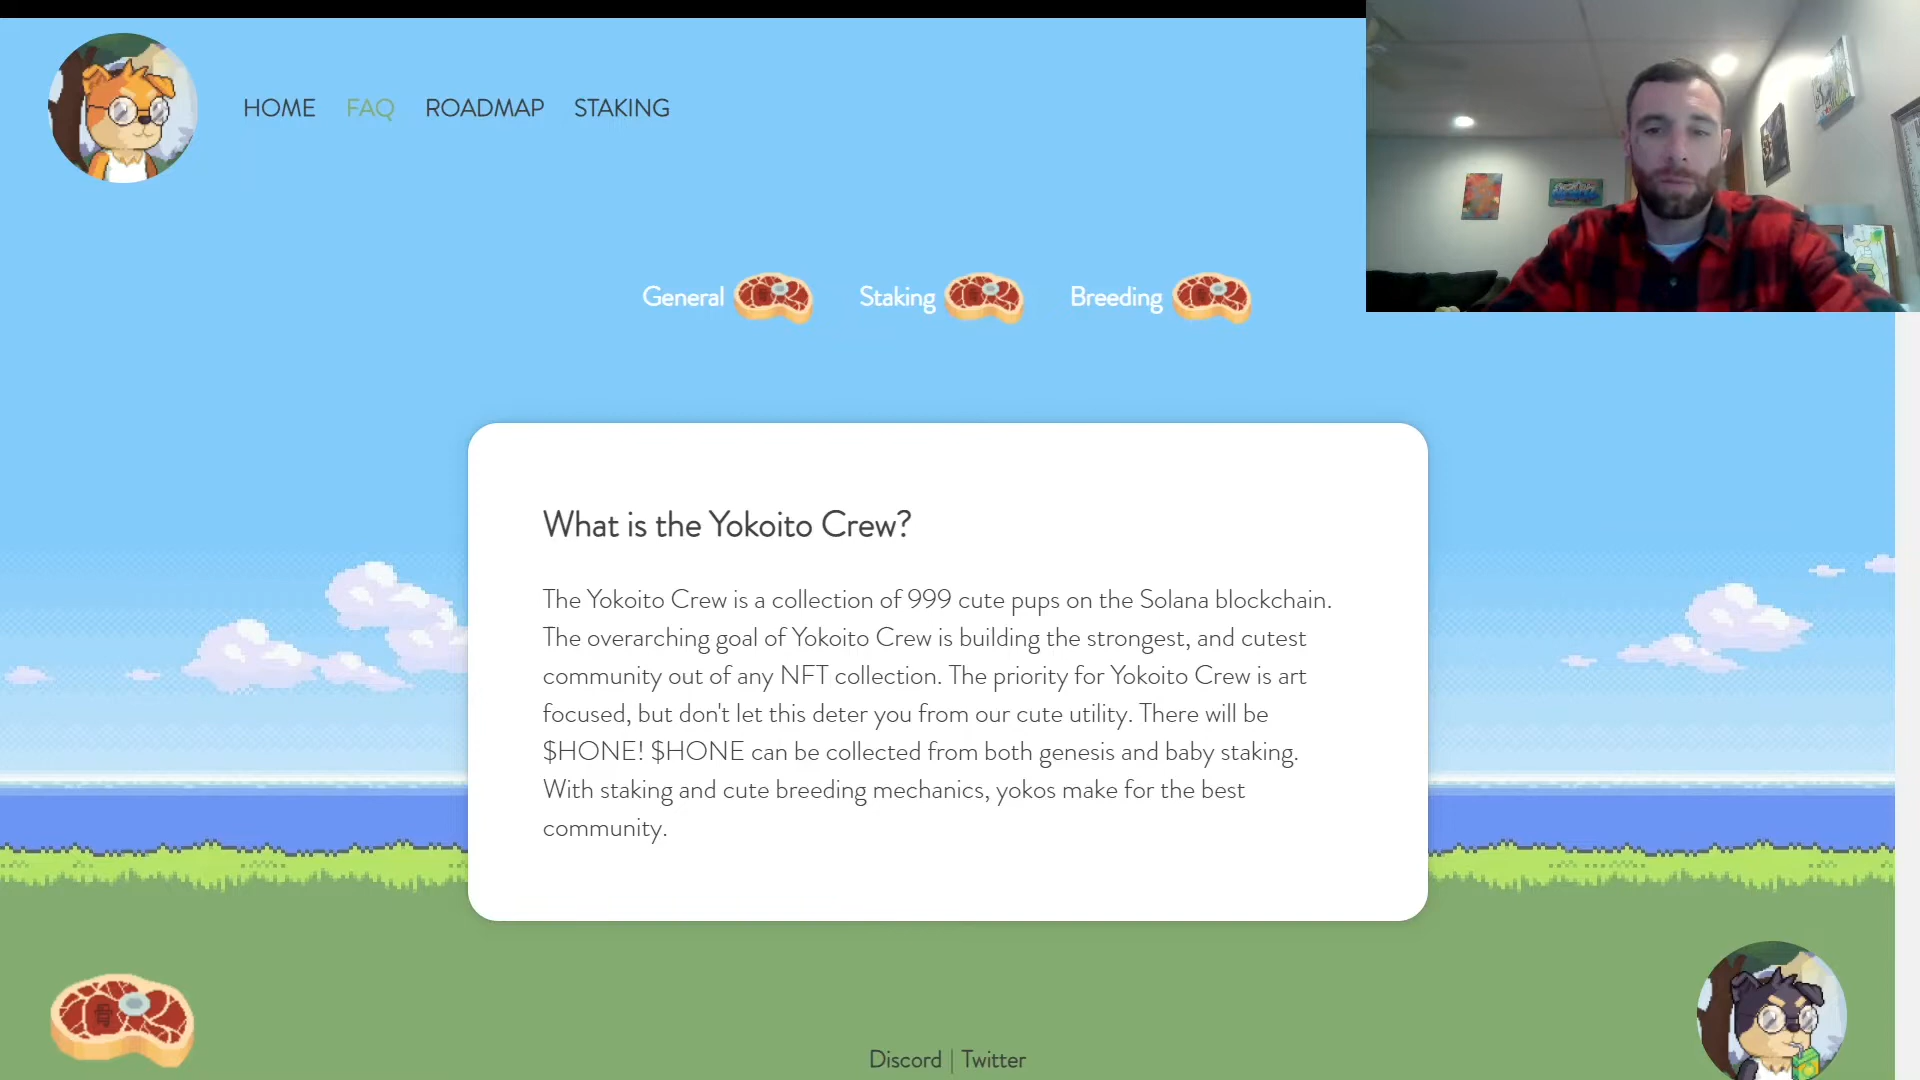 HOME FAQ ROADMAP STAKING
General Staking Breeding
What is the Yokoito Crew?
The Yokoito Crew is a collection of 999 cute pups on the Solana blockchain.
The overarching goal of Yokoito Crew is building the strongest, and cutest
community out of any NFT collection. The priority for Yokoito Crew is art
focused, but don't let this deter you from our cute utility. There will be
$HONE! $HONE can be collected from both genesis and baby staking.
With staking and cute breeding mechanics, yokos make for the best
community.
Discord | Twitter